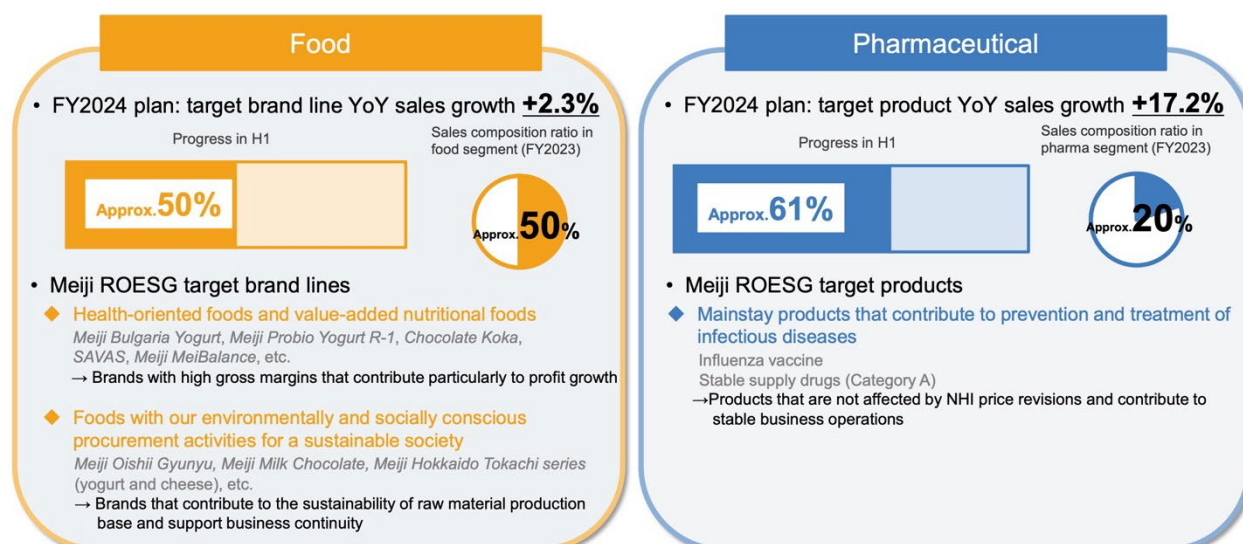 Food
• FY2024 plan: target brand line YoY sales growth +2.3%
Progress in H1
Sales composition ratio in
food segment (FY2023)
Approx.50%
Approx.50%
• Meiji ROESG target brand lines
◆ Health-oriented foods and value-added nutritional foods
Meiji Bulgaria Yogurt, Meiji Probio Yogurt R-1, Chocolate Koka,
SAVAS, Meiji MeiBalance, etc.
→ Brands with high gross margins that contribute particularly to profit growth
◆ Foods with our environmentally and socially conscious
procurement activities for a sustainable society
Meiji Oishii Gyunyu, Meiji Milk Chocolate, Meiji Hokkaido Tokachi series
(yogurt and cheese), etc.
→ Brands that contribute to the sustainability of raw material production
base and support business continuity
Pharmaceutical
• FY2024 plan: target product YoY sales growth +17.2%
Progress in H1
Sales composition ratio in
pharma segment (FY2023)
Approx.61%
Approx.20%
• Meiji ROESG target products
◆ Mainstay products that contribute to prevention and treatment of
infectious diseases
Influenza vaccine
Stable supply drugs (Category A)
→Products that are not affected by NHI price revisions and contribute to
stable business operations